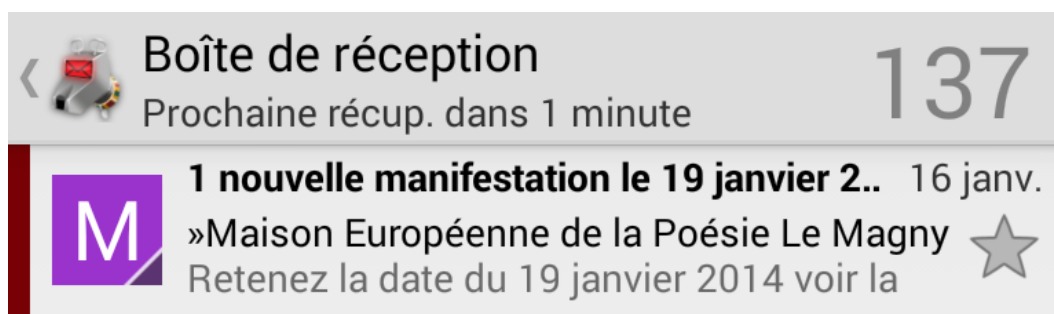 Boîte de réception
137
Prochaine récup. dans 1 minute
1 nouvelle manifestation le 19 janvier 2.. 16 janv.
M
»Maison Européenne de la Poésie Le Magny
Retenez la date du 19 janvier 2014 voir la